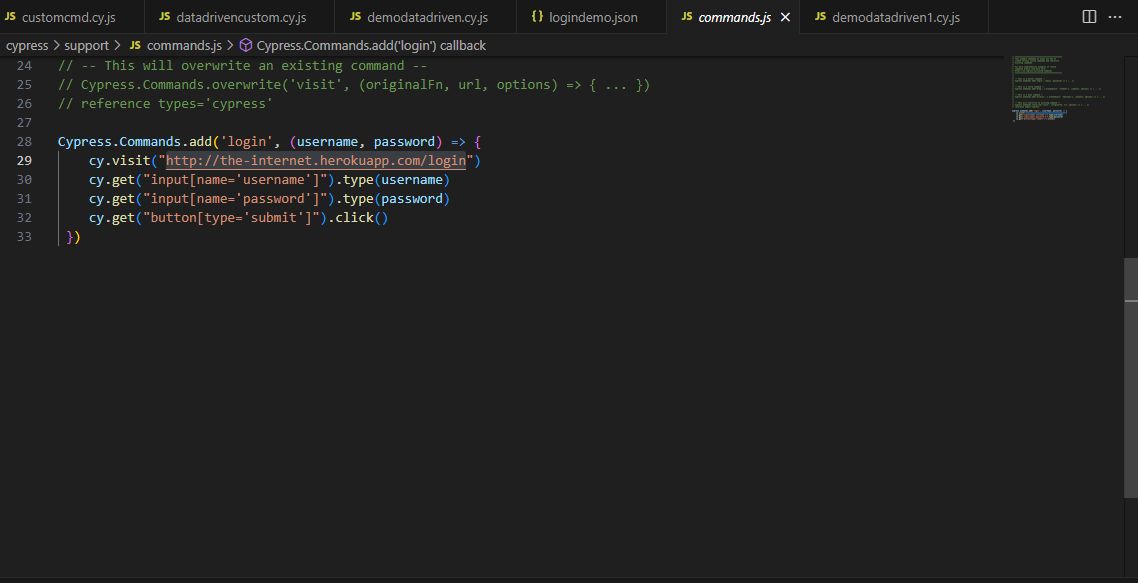 JS customcmd.cy.js JS datadrivencustom.cy.js JS demodatadriven.cy.js {} logindemo.json JS commands.js × JS demodatadriven1.cy.js ...
cypress > support > JS commands.js > Cypress.Commands.add('login') callback
24 // -- This will overwrite an existing command --
25 // Cypress.Commands.overwrite('visit', (originalFn, url, options) => { ... })
26 // reference types='cypress'
27
28 Cypress.Commands.add('login', (username, password) => {
29 cy.visit("http://the-internet.herokuapp.com/login")
30 cy.get("input[name='username']").type(username)
31 cy.get("input[name='password']").type(password)
32 cy.get("button[type='submit']").click()
33 })